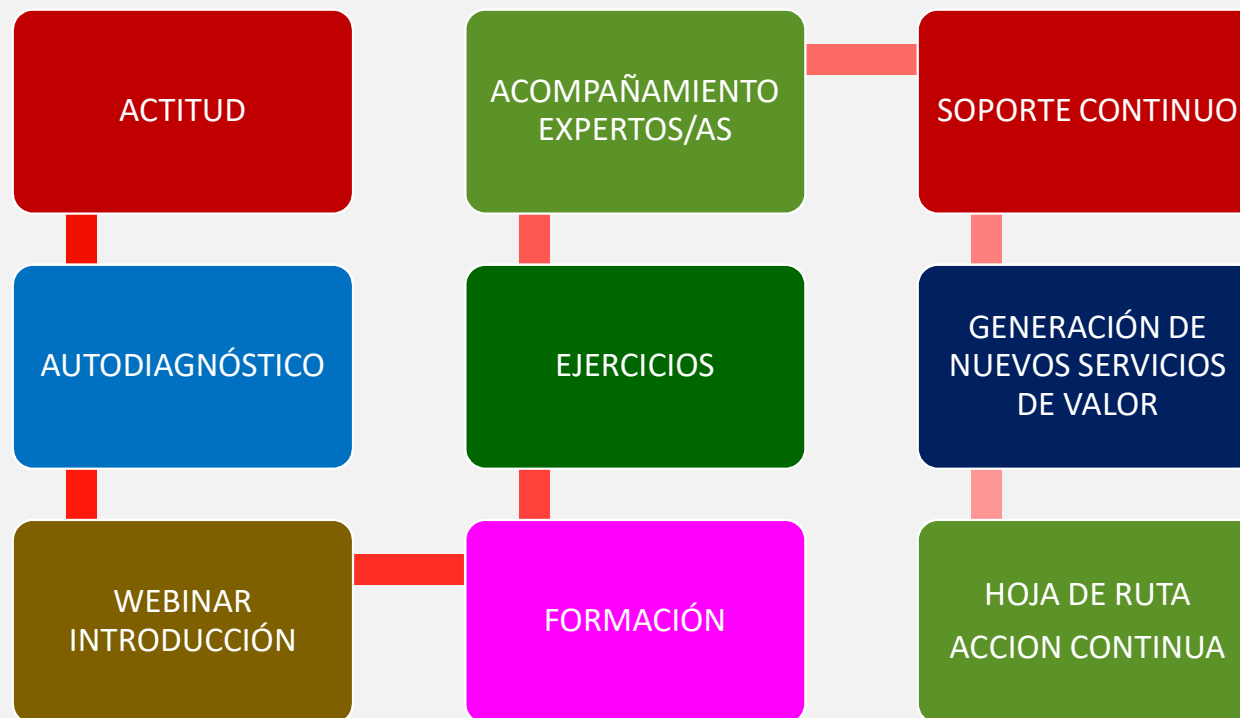 ACTITUD
AUTODIAGNÓSTICO
WEBINAR
INTRODUCCIÓN
FORMACIÓN
EJERCICIOS
ACOMPAÑAMIENTO
EXPERTOS/AS
SOPORTE CONTINUO
GENERACIÓN DE
NUEVOS SERVICIOS
DE VALOR
HOJA DE RUTA
ACCION CONTINUA